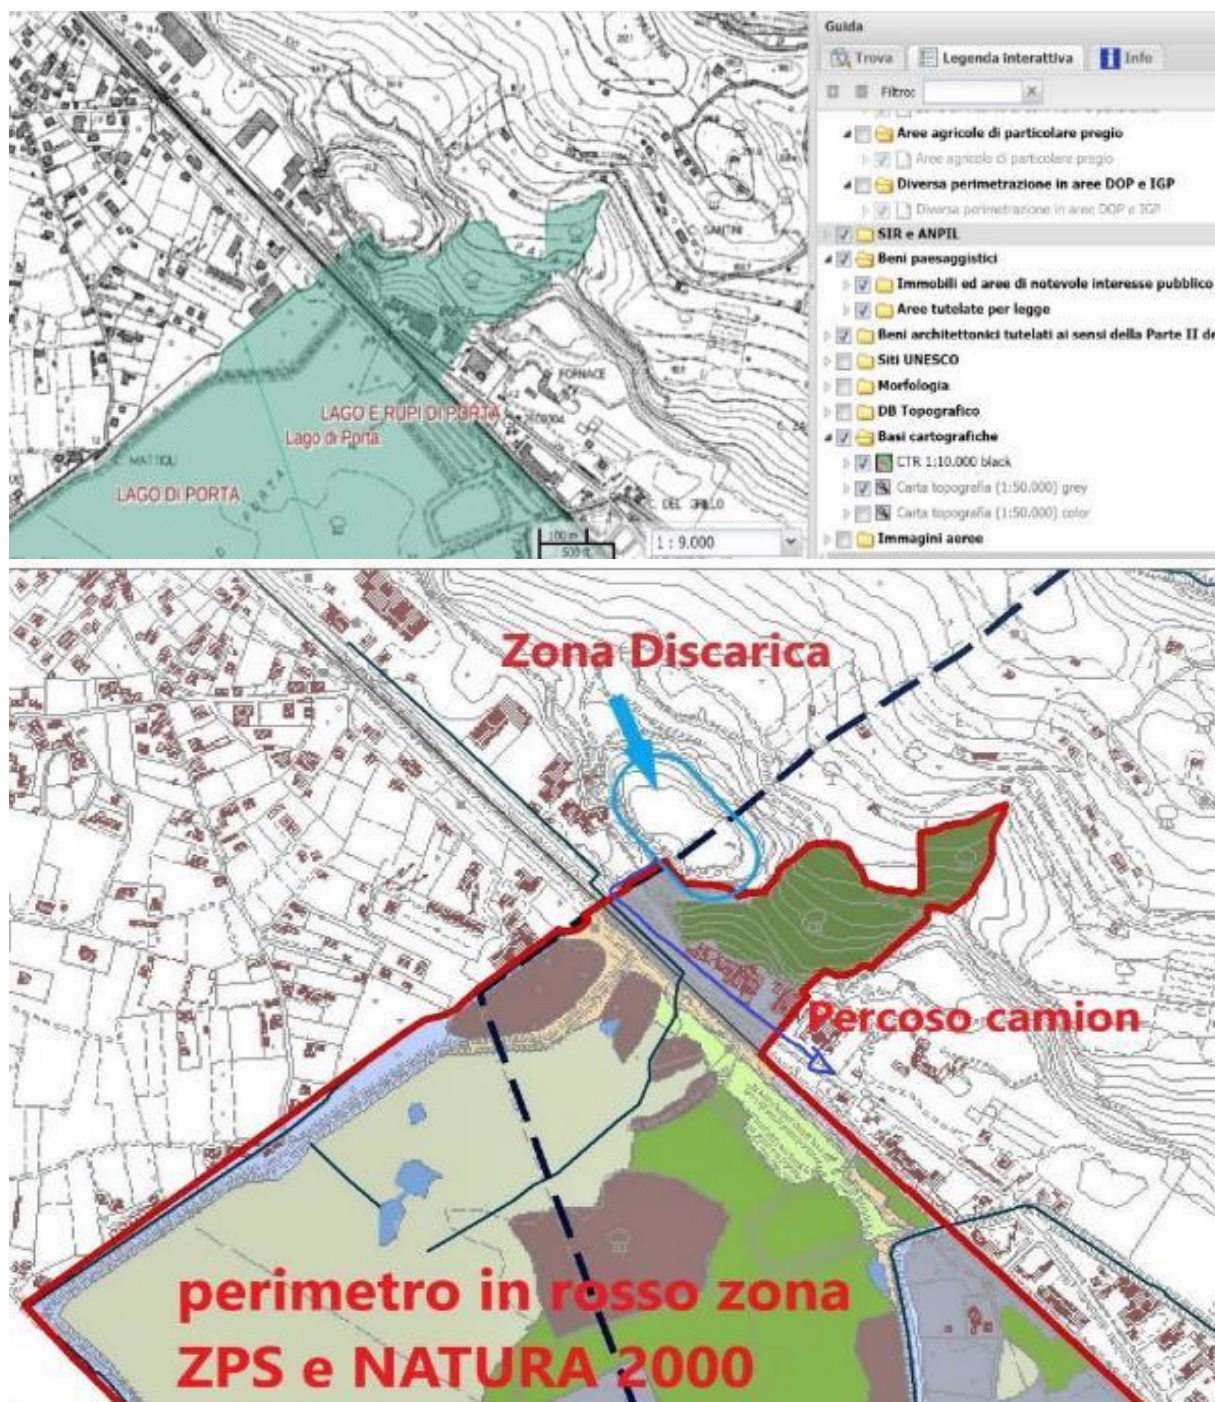 Guida
Trova
Legenda interattiva
Info
Filtro:
Aree agricole di particolare pregio
Aree agricole di particolare pregio
Diversa perimetrazione in aree DOP e IGP
Diversa perimetrazione in aree DOP e IGP
SIR e ANPIL
Beni paesaggistici
Immobili ed aree di notevole interesse pubblico
Aree tutelate per legge
Beni architettonici tutelati ai sensi della Parte II de
Siti UNESCO
Morfologia
DB Topografico
Basi cartografiche
CTR 1:10.000 black
Carta topografia (1:50.000) grey
Carta topografia (1:50.000) color
Immagini aeree
C. SANTINI
FORNACE
LAGO E RUPI DI PORTA
Lago di Porta
C. MATTIOLI
LAGO DI PORTA
PORTA
C. DEL GRILLO
100 m
500 ft
1 : 9.000
Zona Discarica
Percoso camion
perimetro in rosso zona
ZPS e NATURA 2000